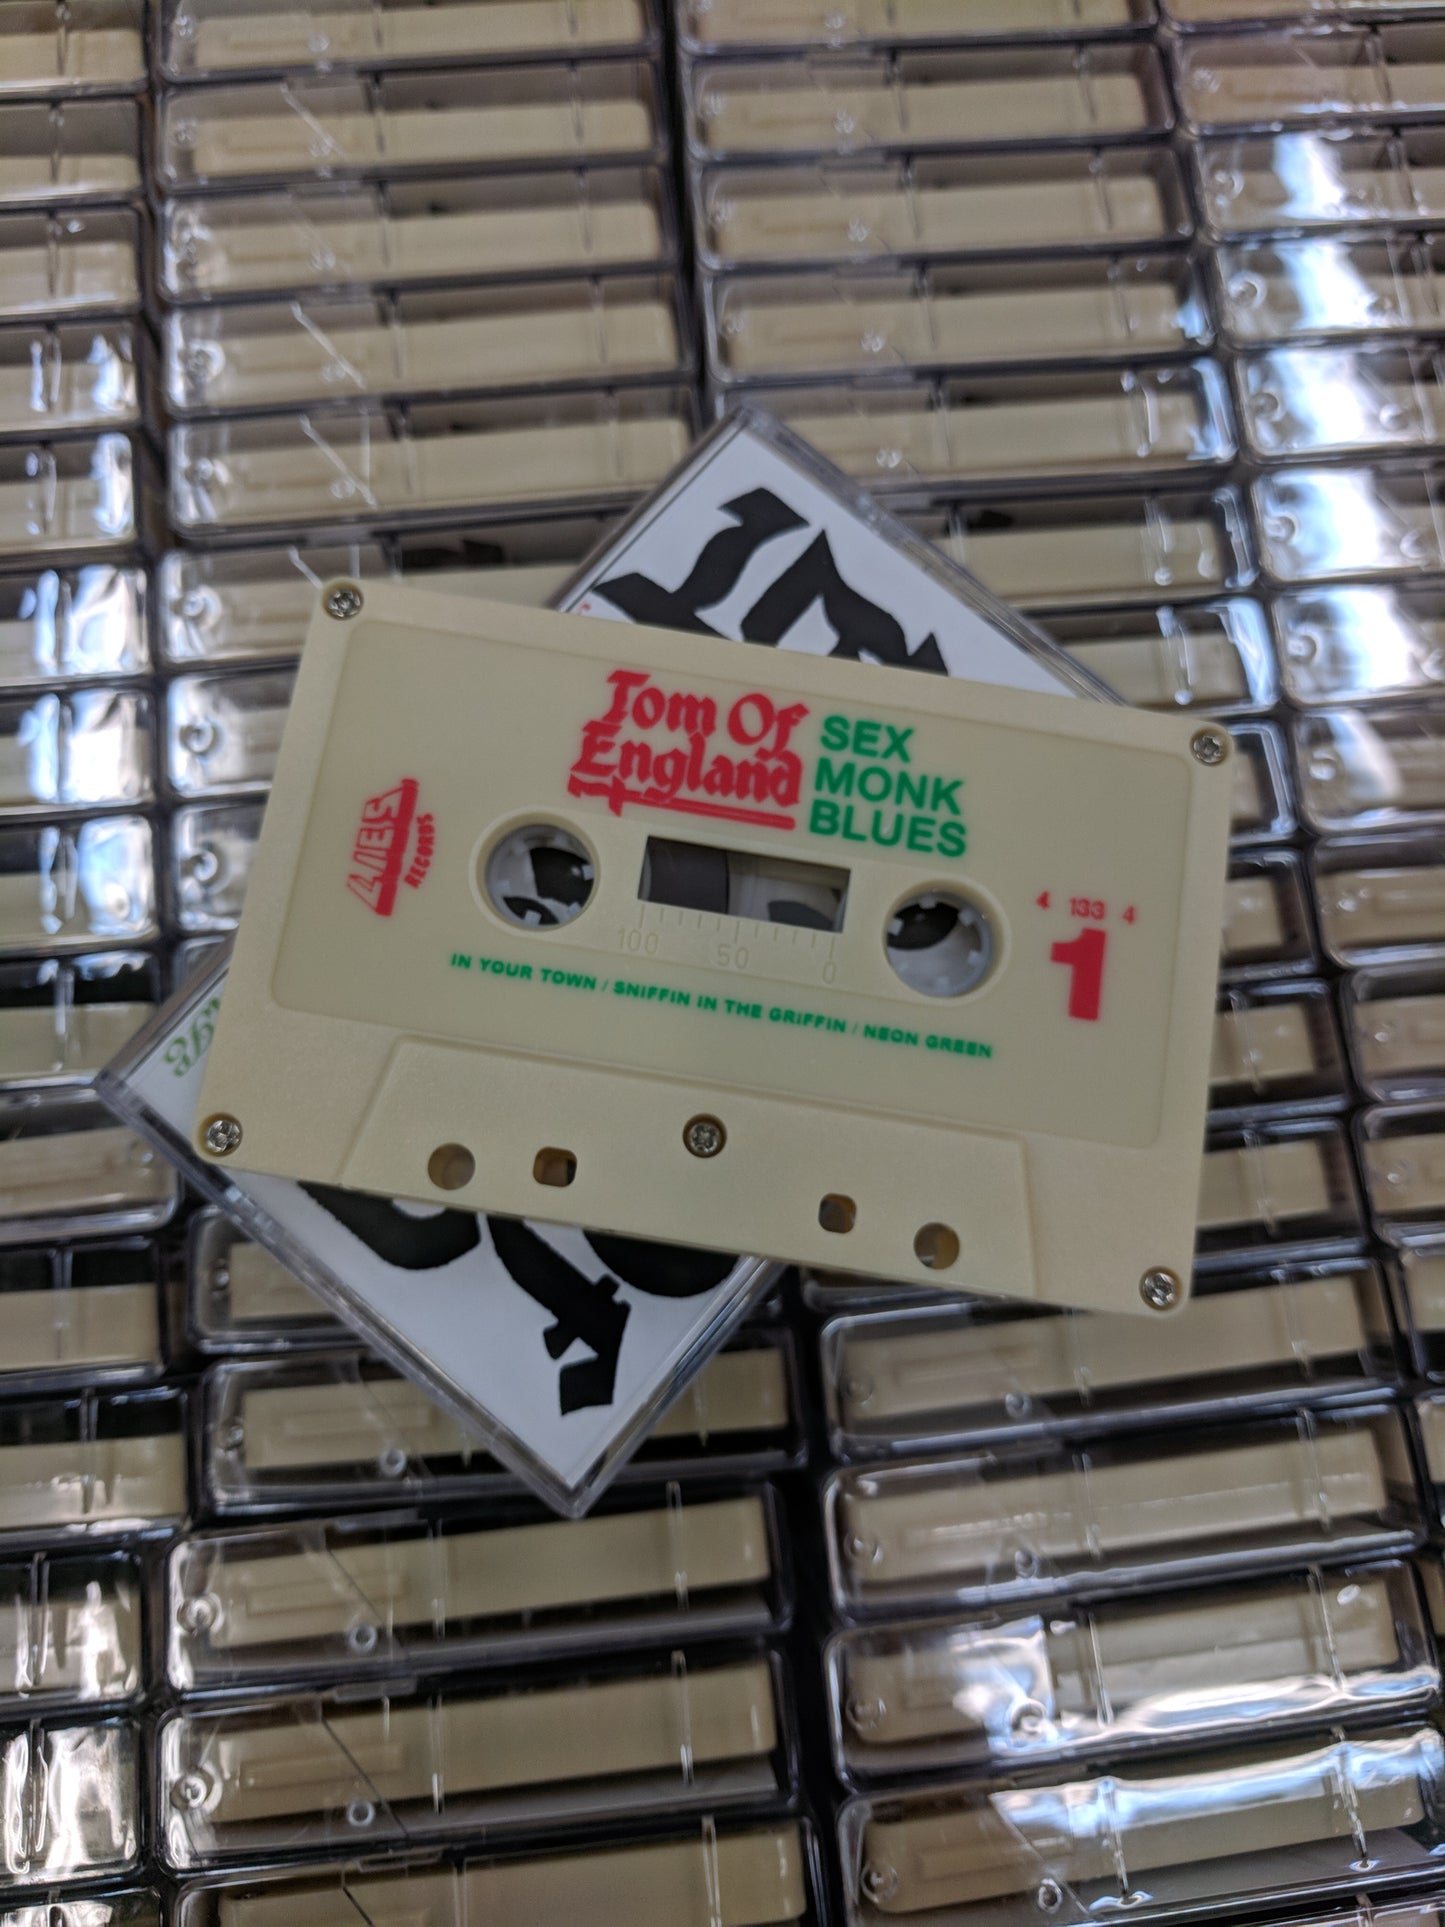 Tom Of
England
SEX
MONK
BLUES
LIES
RECORDS
4 133 4
1
100 50 0
IN YOUR TOWN / SNIFFIN IN THE GRIFFIN / NEON GREEN